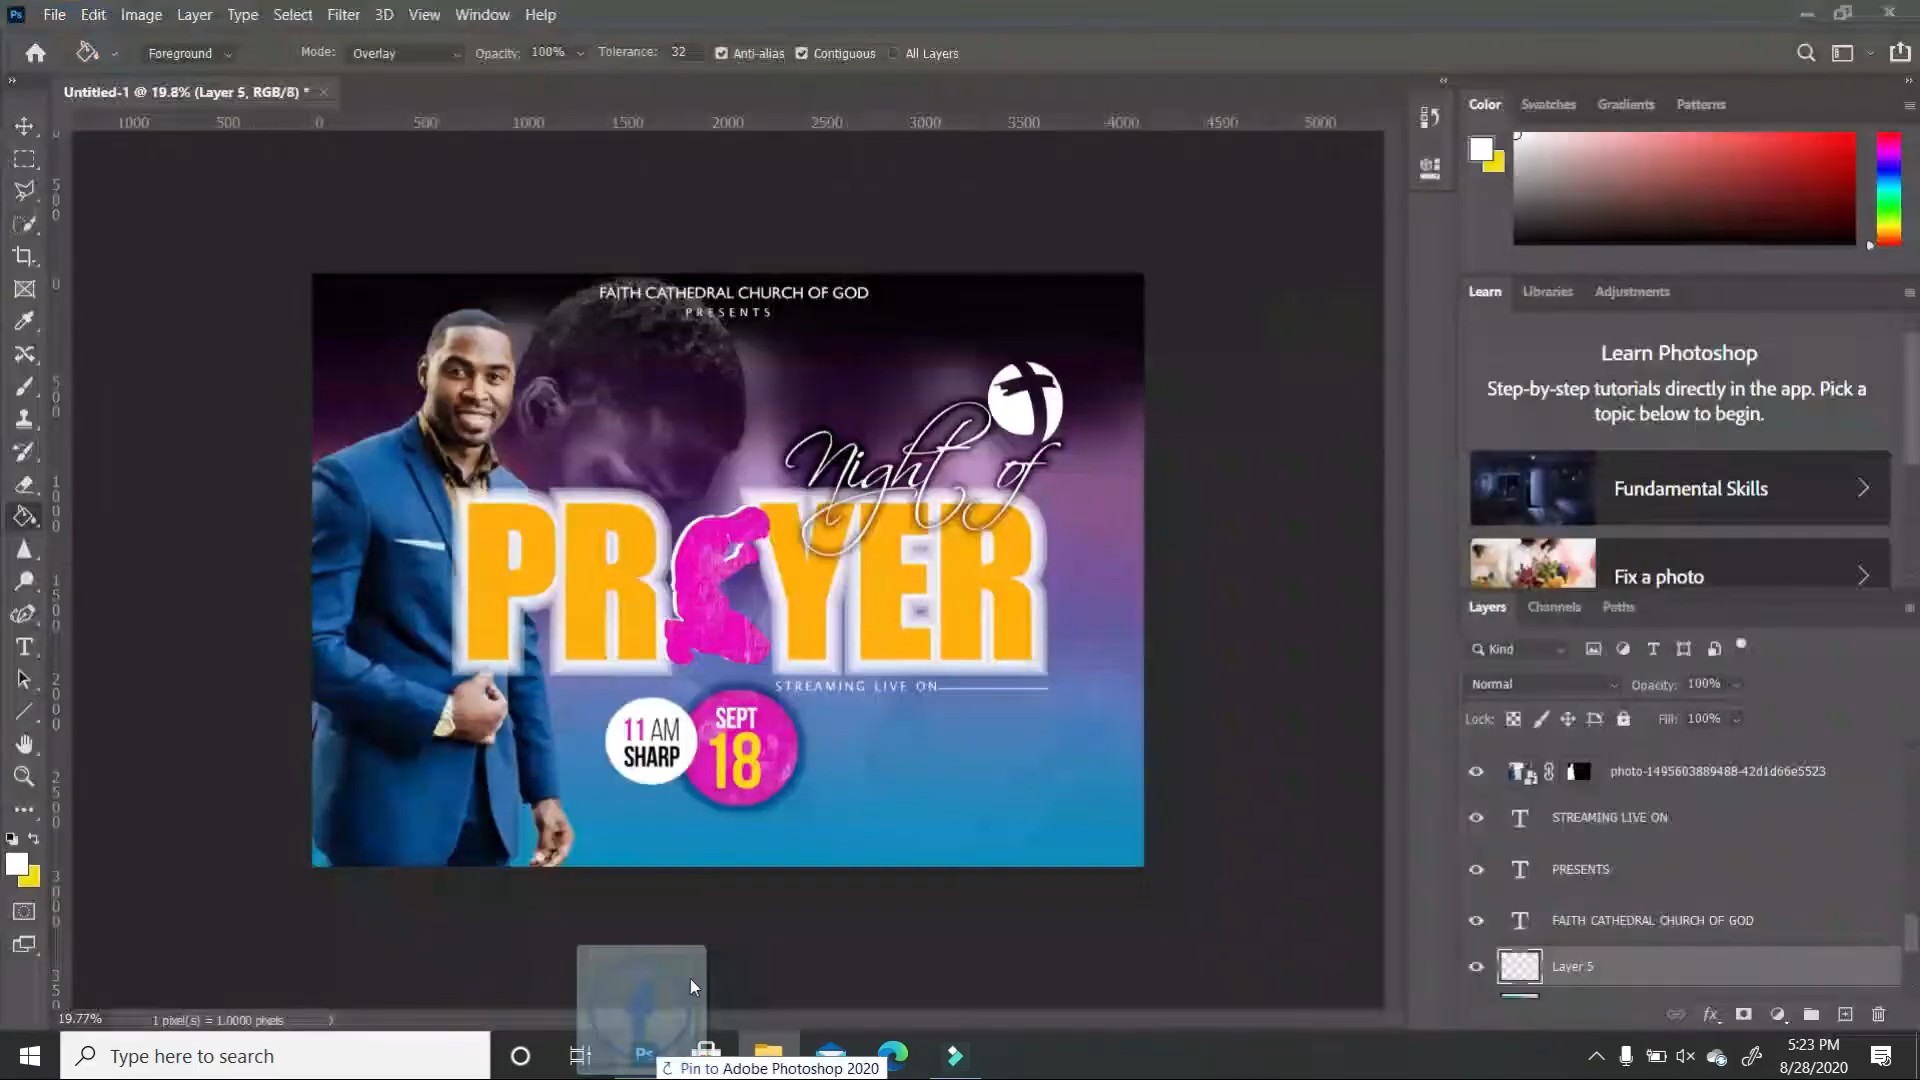 Ps File Edit Image Layer Type Select Filter 3D View Window Help
Foreground Mode: Overlay Opacity: 100% Tolerance: 32 Anti-alias Contiguous All Layers
Untitled-1 @ 19.8% (Layer 5, RGB/8) *
1000 500 0 500 1000 1500 2000 2500 3000 3500 4000 4500 5000
Color Swatches Gradients Patterns
Learn Libraries Adjustments
Learn Photoshop
Step-by-step tutorials directly in the app. Pick a
topic below to begin.
Fundamental Skills
Fix a photo
FAITH CATHEDRAL CHURCH OF GOD
PRESENTS
Night of
PR YER
STREAMING LIVE ON
11 AM
SHARP
SEPT
18
Layers Channels Paths
Kind
Normal Opacity: 100%
Lock: Fill: 100%
photo-1495603889488-42d1d66e5523
STREAMING LIVE ON
PRESENTS
FAITH CATHEDRAL CHURCH OF GOD
Layer 5
19.77% 1 pixel(s) = 1.0000 pixels
Type here to search
Ps
Pin to Adobe Photoshop 2020
5:23 PM
8/28/2020